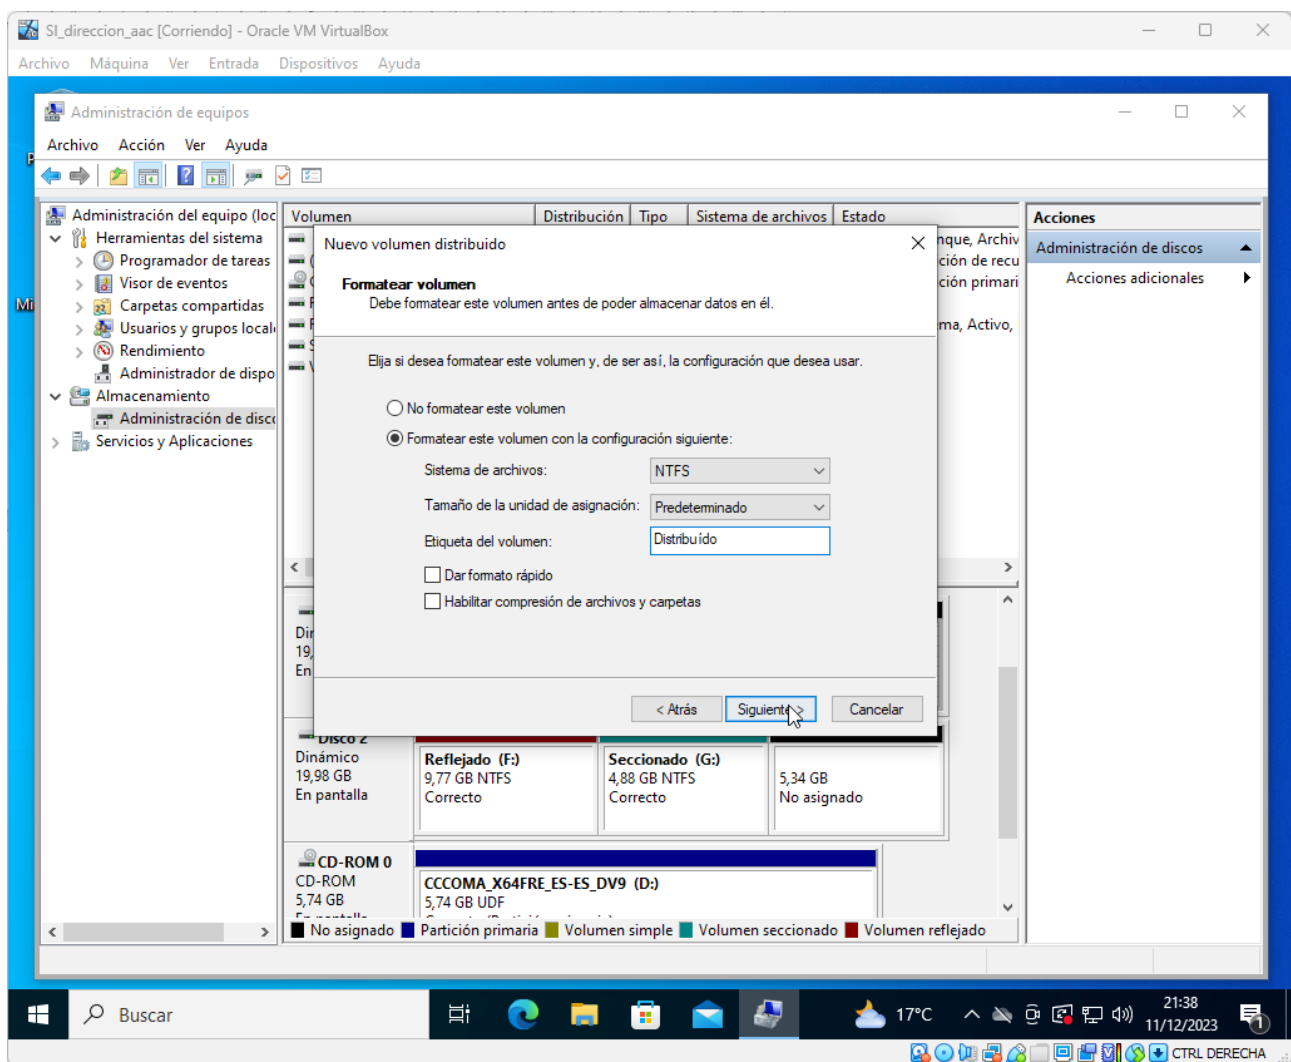 SI_direccion_aac [Corriendo] - Oracle VM VirtualBox
Archivo Máquina Ver Entrada Dispositivos Ayuda
Administración de equipos
Archivo Acción Ver Ayuda
Administración del equipo (loc
Herramientas del sistema
Programador de tareas
Visor de eventos
Carpetas compartidas
Usuarios y grupos local
Rendimiento
Administrador de dispo
Almacenamiento
Administración de disco
Servicios y Aplicaciones
Volumen Distribución Tipo Sistema de archivos Estado
nque, Archiv
ción de recu
ción primari
ma, Activo,
Acciones
Administración de discos
Acciones adicionales
Nuevo volumen distribuido
Formatear volumen
Debe formatear este volumen antes de poder almacenar datos en él.
Elija si desea formatear este volumen y, de ser así, la configuración que desea usar.
No formatear este volumen
Formatear este volumen con la configuración siguiente:
Sistema de archivos: NTFS
Tamaño de la unidad de asignación: Predeterminado
Etiqueta del volumen: Distribuído
Dar formato rápido
Habilitar compresión de archivos y carpetas
< Atrás Siguiente > Cancelar
Din
19,
En
Disco 2
Dinámico
19,98 GB
En pantalla
Reflejado (F:)
9,77 GB NTFS
Correcto
Seccionado (G:)
4,88 GB NTFS
Correcto
5,34 GB
No asignado
CD-ROM 0
CD-ROM
5,74 GB
CCCOMA_X64FRE_ES-ES_DV9 (D:)
5,74 GB UDF
No asignado Partición primaria Volumen simple Volumen seccionado Volumen reflejado
Buscar
17°C
21:38
11/12/2023
1
CTRL DERECHA